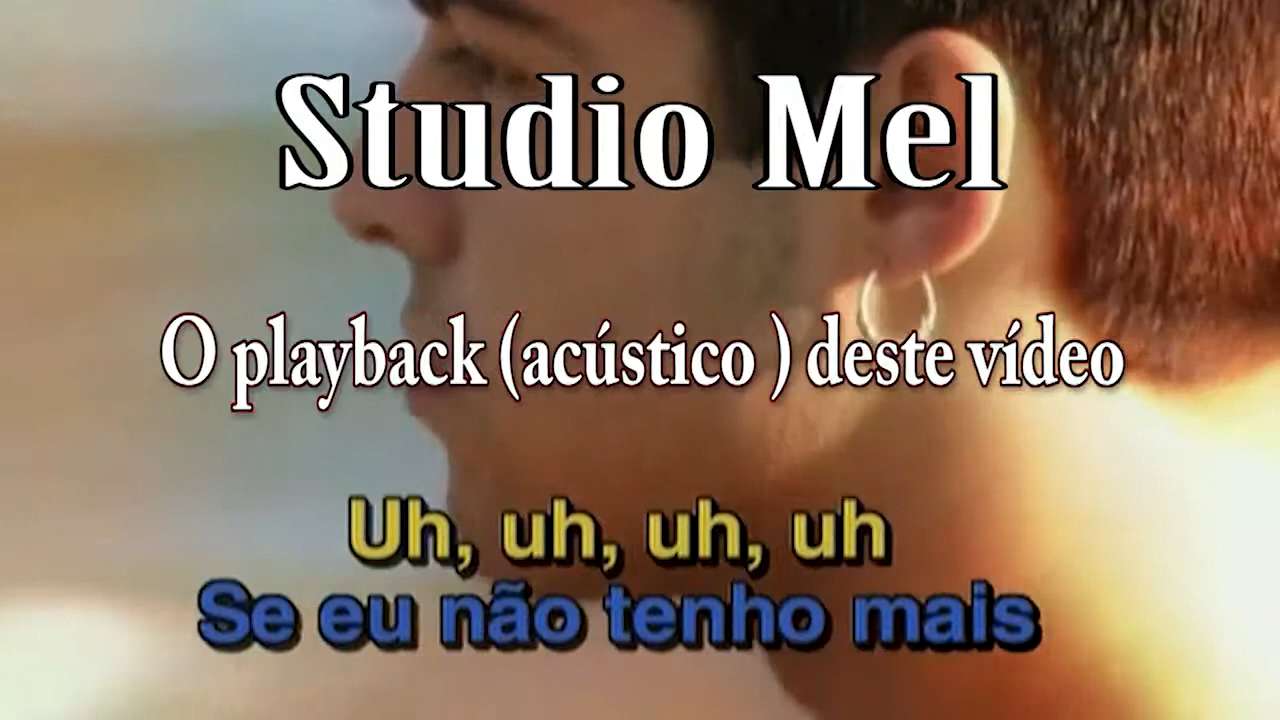 Studio Mel
O playback (acústico ) deste vídeo
Uh, uh, uh, uh
Se eu não tenho mais